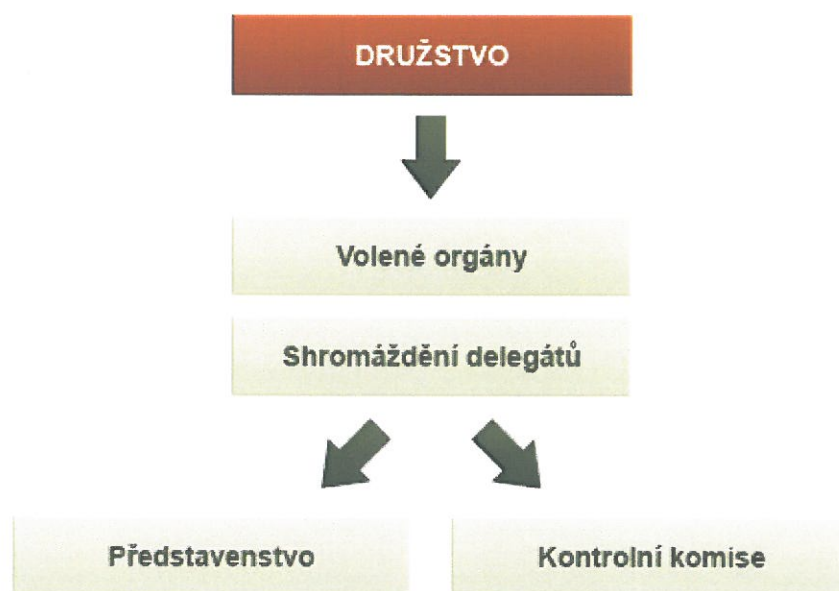 DRUŽSTVO
Volené orgány
Shromáždění delegátů
Představenstvo
Kontrolní komise